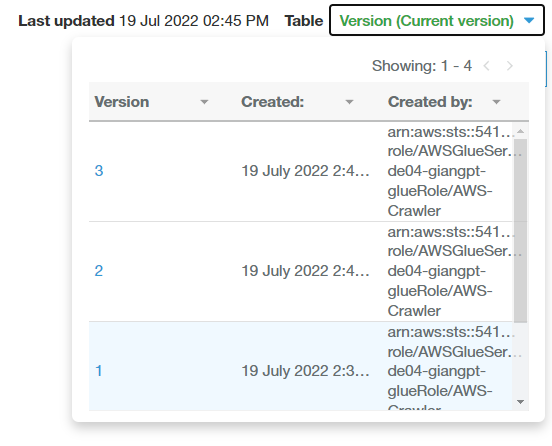 Last updated 19 Jul 2022 02:45 PM Table Version (Current version)
Showing: 1 - 4
Version Created: Created by:
arn:aws:sts::541...
role/AWSGlueSer...
3 19 July 2022 2:4... de04-giangpt-
glueRole/AWS-
Crawler
arn:aws:sts::541...
role/AWSGlueSer...
2 19 July 2022 2:4... de04-giangpt-
glueRole/AWS-
Crawler
arn:aws:sts::541...
role/AWSGlueSer...
1 19 July 2022 2:3... de04-giangpt-
glueRole/AWS-
Crawler